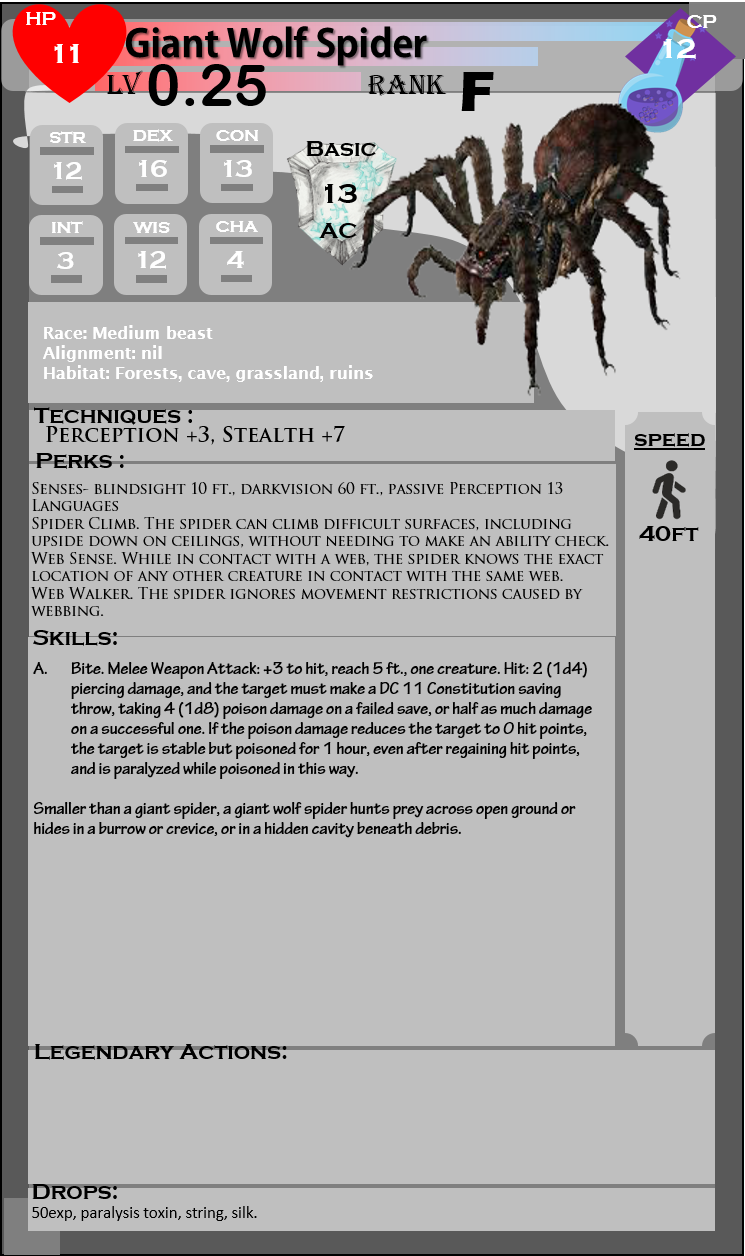 HP
11
Giant Wolf Spider
CP
12
LV 0.25 RANK F
STR DEX CON
12 16 13
INT WIS CHA
3 12 4
BASIC
13
AC
Race: Medium beast
Alignment: nil
Habitat: Forests, cave, grassland, ruins
TECHNIQUES :
PERCEPTION +3, STEALTH +7
PERKS :
SENSES- BLINDSIGHT 10 FT., DARKVISION 60 FT., PASSIVE PERCEPTION 13
LANGUAGES
SPIDER CLIMB. THE SPIDER CAN CLIMB DIFFICULT SURFACES, INCLUDING
UPSIDE DOWN ON CEILINGS, WITHOUT NEEDING TO MAKE AN ABILITY CHECK.
WEB SENSE. WHILE IN CONTACT WITH A WEB, THE SPIDER KNOWS THE EXACT
LOCATION OF ANY OTHER CREATURE IN CONTACT WITH THE SAME WEB.
WEB WALKER. THE SPIDER IGNORES MOVEMENT RESTRICTIONS CAUSED BY
WEBBING.
SPEED
40FT
SKILLS:
A. Bite. Melee Weapon Attack: +3 to hit, reach 5 ft., one creature. Hit: 2 (1d4)
piercing damage, and the target must make a DC 11 Constitution saving
throw, taking 4 (1d8) poison damage on a failed save, or half as much damage
on a successful one. If the poison damage reduces the target to 0 hit points,
the target is stable but poisoned for 1 hour, even after regaining hit points,
and is paralyzed while poisoned in this way.
Smaller than a giant spider, a giant wolf spider hunts prey across open ground or
hides in a burrow or crevice, or in a hidden cavity beneath debris.
LEGENDARY ACTIONS:
DROPS:
50exp, paralysis toxin, string, silk.